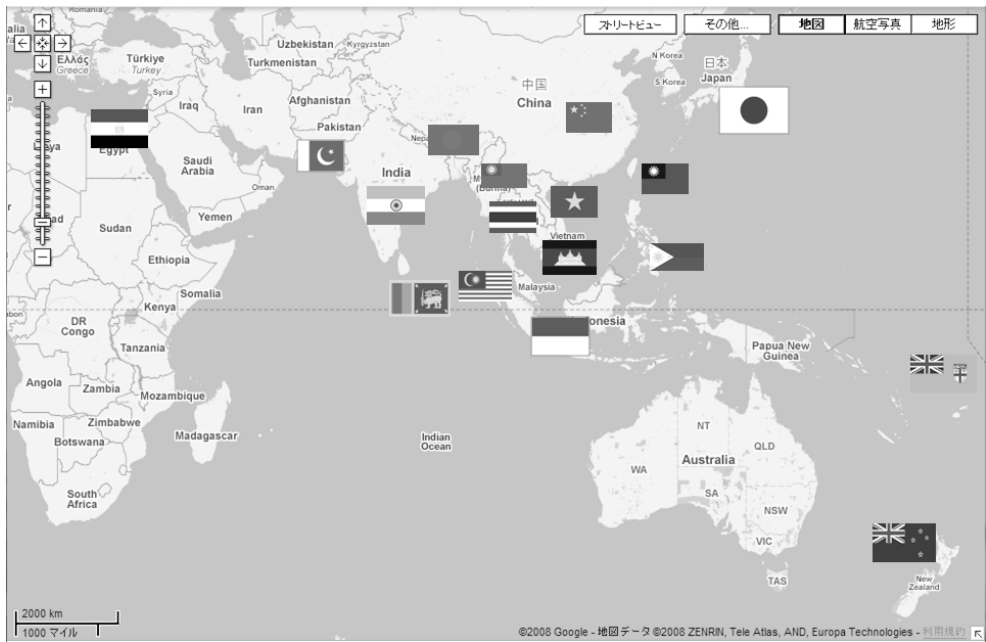 Romania
ストリートビュー
その他...
地図
航空写真
地形
Uzbekistan
Kyrgyzstan
Ελλάς
Greece
Türkiye
Turkey
Turkmenistan
N Korea
S Korea
日本
Japan
中国
China
Syria
Iraq
Iran
Afghanistan
Pakistan
Egypt
Saudi
Arabia
India
Oman
Yemen
Sudan
Vietnam
Ethiopia
Somalia
Malaysia
Kenya
DR
Congo
Tanzania
Papua New
Guinea
Angola
Zambia
Mozambique
Namibia
Zimbabwe
Botswana
Madagascar
Indian
Ocean
NT
QLD
Australia
WA
SA
South
Africa
NSW
VIC
TAS
New
Zealand
2000 km
1000 マイル
©2008 Google - 地図データ ©2008 ZENRIN, Tele Atlas, AND, Europa Technologies - 利用規約